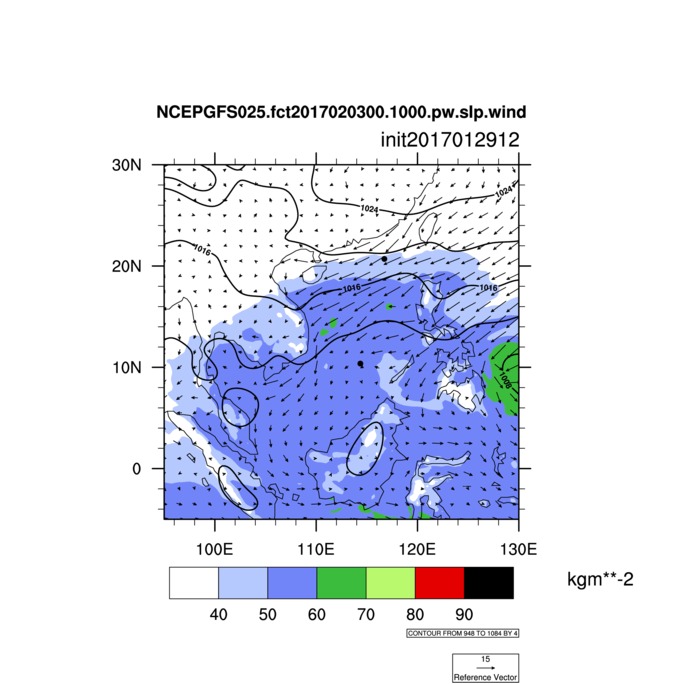 NCEPGFS025.fct2017020300.1000.pw.slp.wind
init2017012912
30N
1024
1024
1016
20N
1016
1016
10N
1008
0
100E
110E
120E
130E
kgm**-2
40
50
60
70
80
90
CONTOUR FROM 948 TO 1084 BY 4
15
Reference Vector